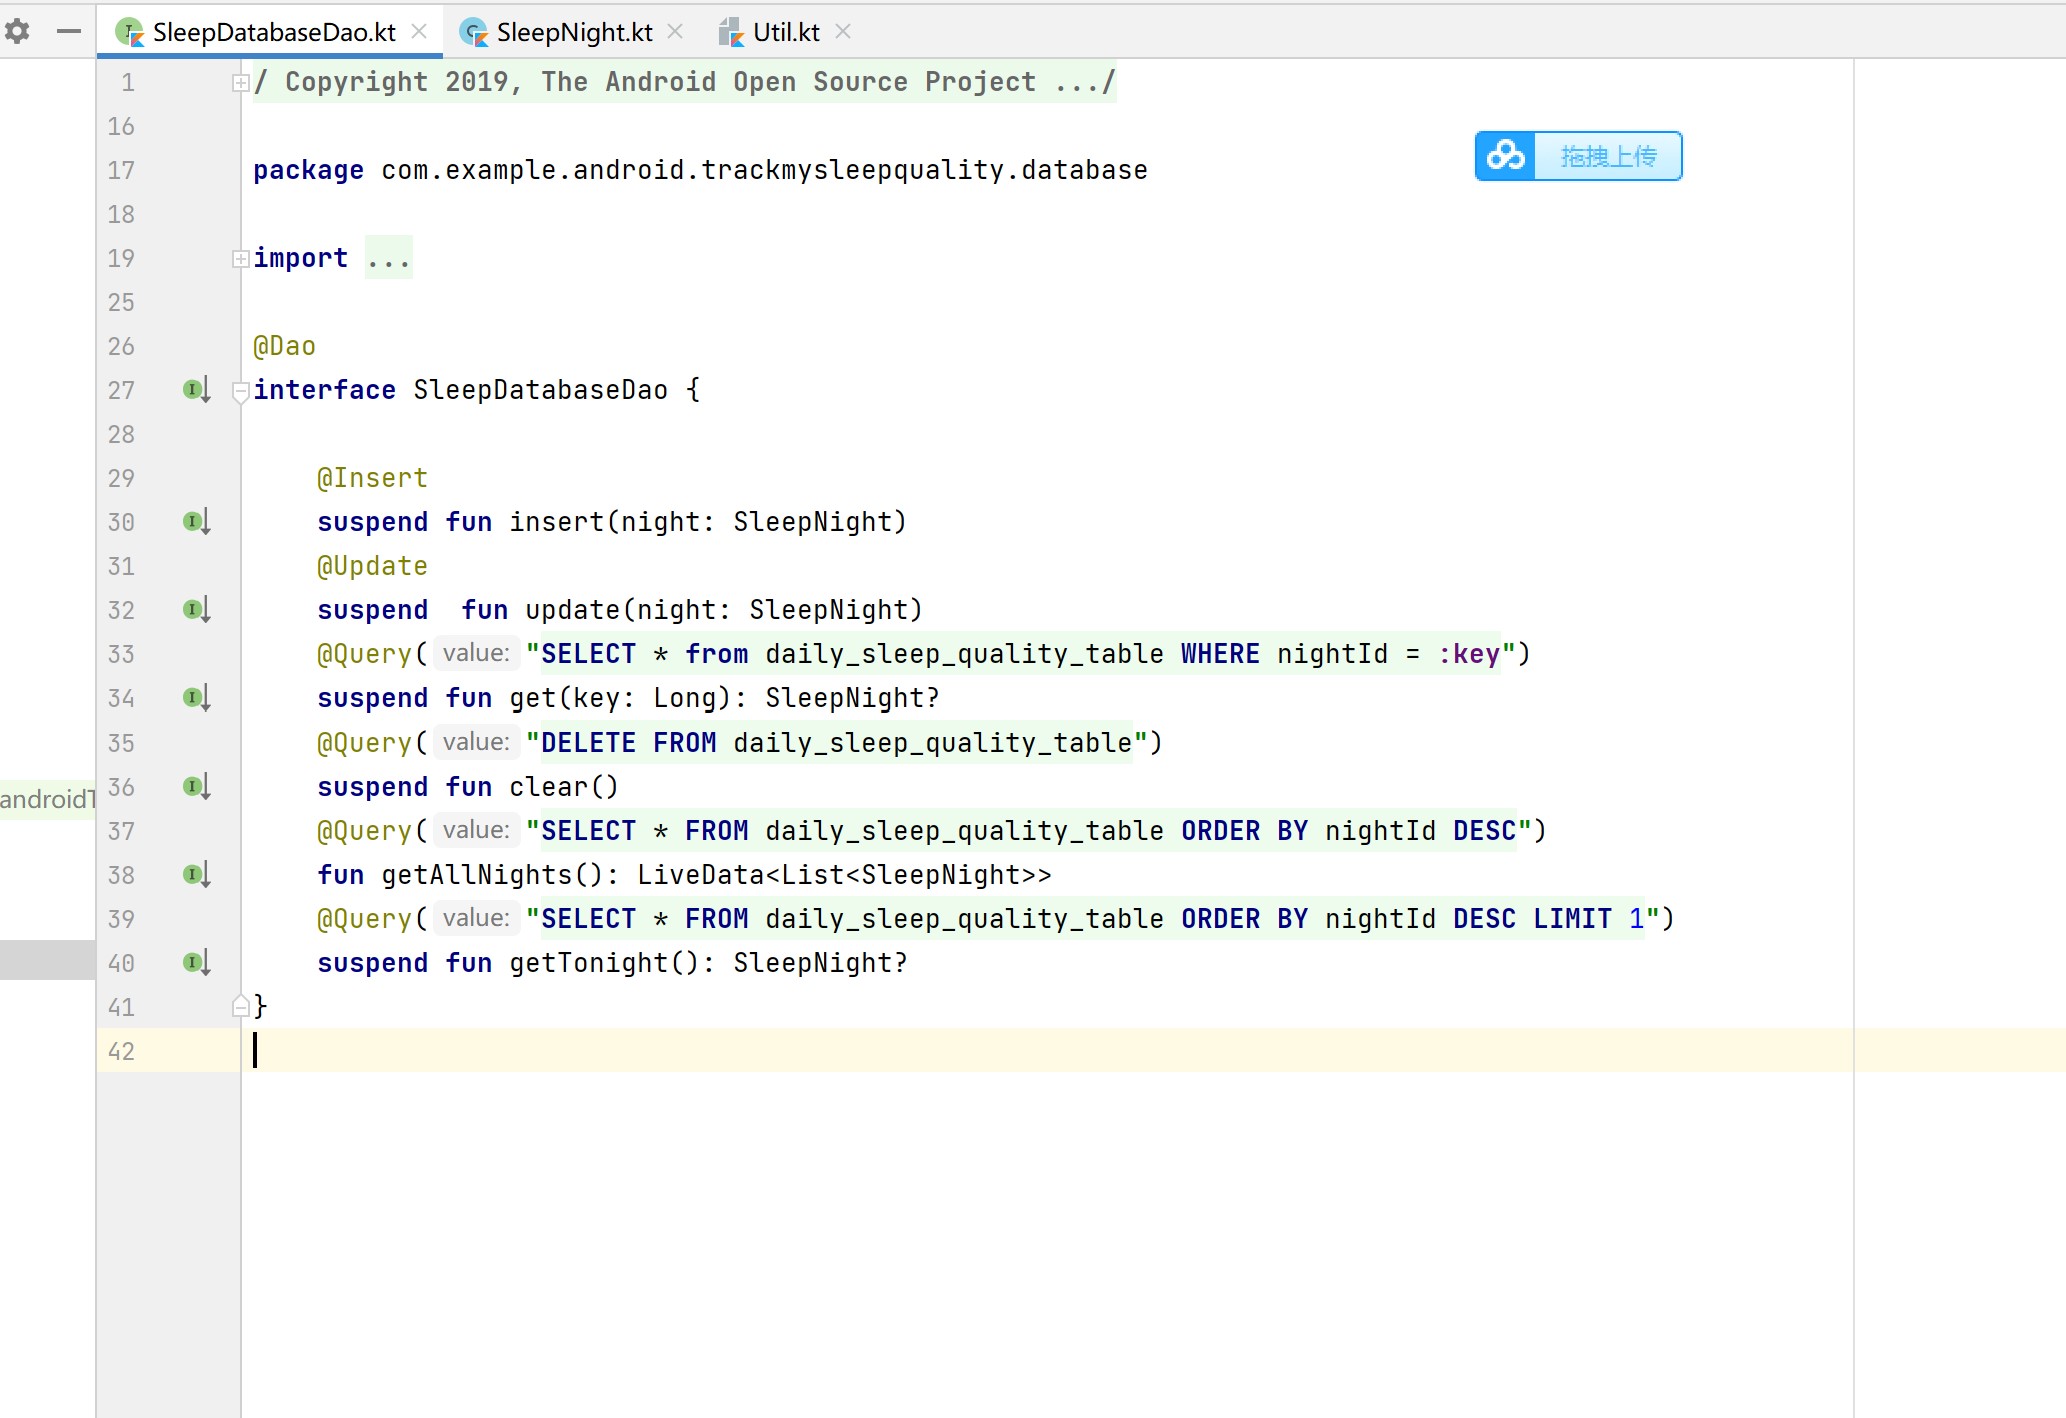 SleepDatabaseDao.kt SleepNight.kt Util.kt
1 / Copyright 2019, The Android Open Source Project .../
16
拖拽上传
17 package com.example.android.trackmysleepquality.database
18
19 import ...
25
26 @Dao
27 interface SleepDatabaseDao {
28
29 @Insert
30 suspend fun insert(night: SleepNight)
31 @Update
32 suspend  fun update(night: SleepNight)
33 @Query( value: "SELECT * from daily_sleep_quality_table WHERE nightId = :key")
34 suspend fun get(key: Long): SleepNight?
35 @Query( value: "DELETE FROM daily_sleep_quality_table")
androidT
36 suspend fun clear()
37 @Query( value: "SELECT * FROM daily_sleep_quality_table ORDER BY nightId DESC")
38 fun getAllNights(): LiveData<List<SleepNight>>
39 @Query( value: "SELECT * FROM daily_sleep_quality_table ORDER BY nightId DESC LIMIT 1")
40 suspend fun getTonight(): SleepNight?
41 }
42